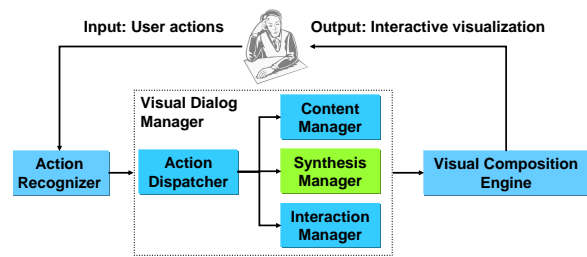 Input: User actions
Output: Interactive visualization
Visual Dialog
Manager
Content
Manager
Action
Recognizer
Action
Dispatcher
Synthesis
Manager
Visual Composition
Engine
Interaction
Manager